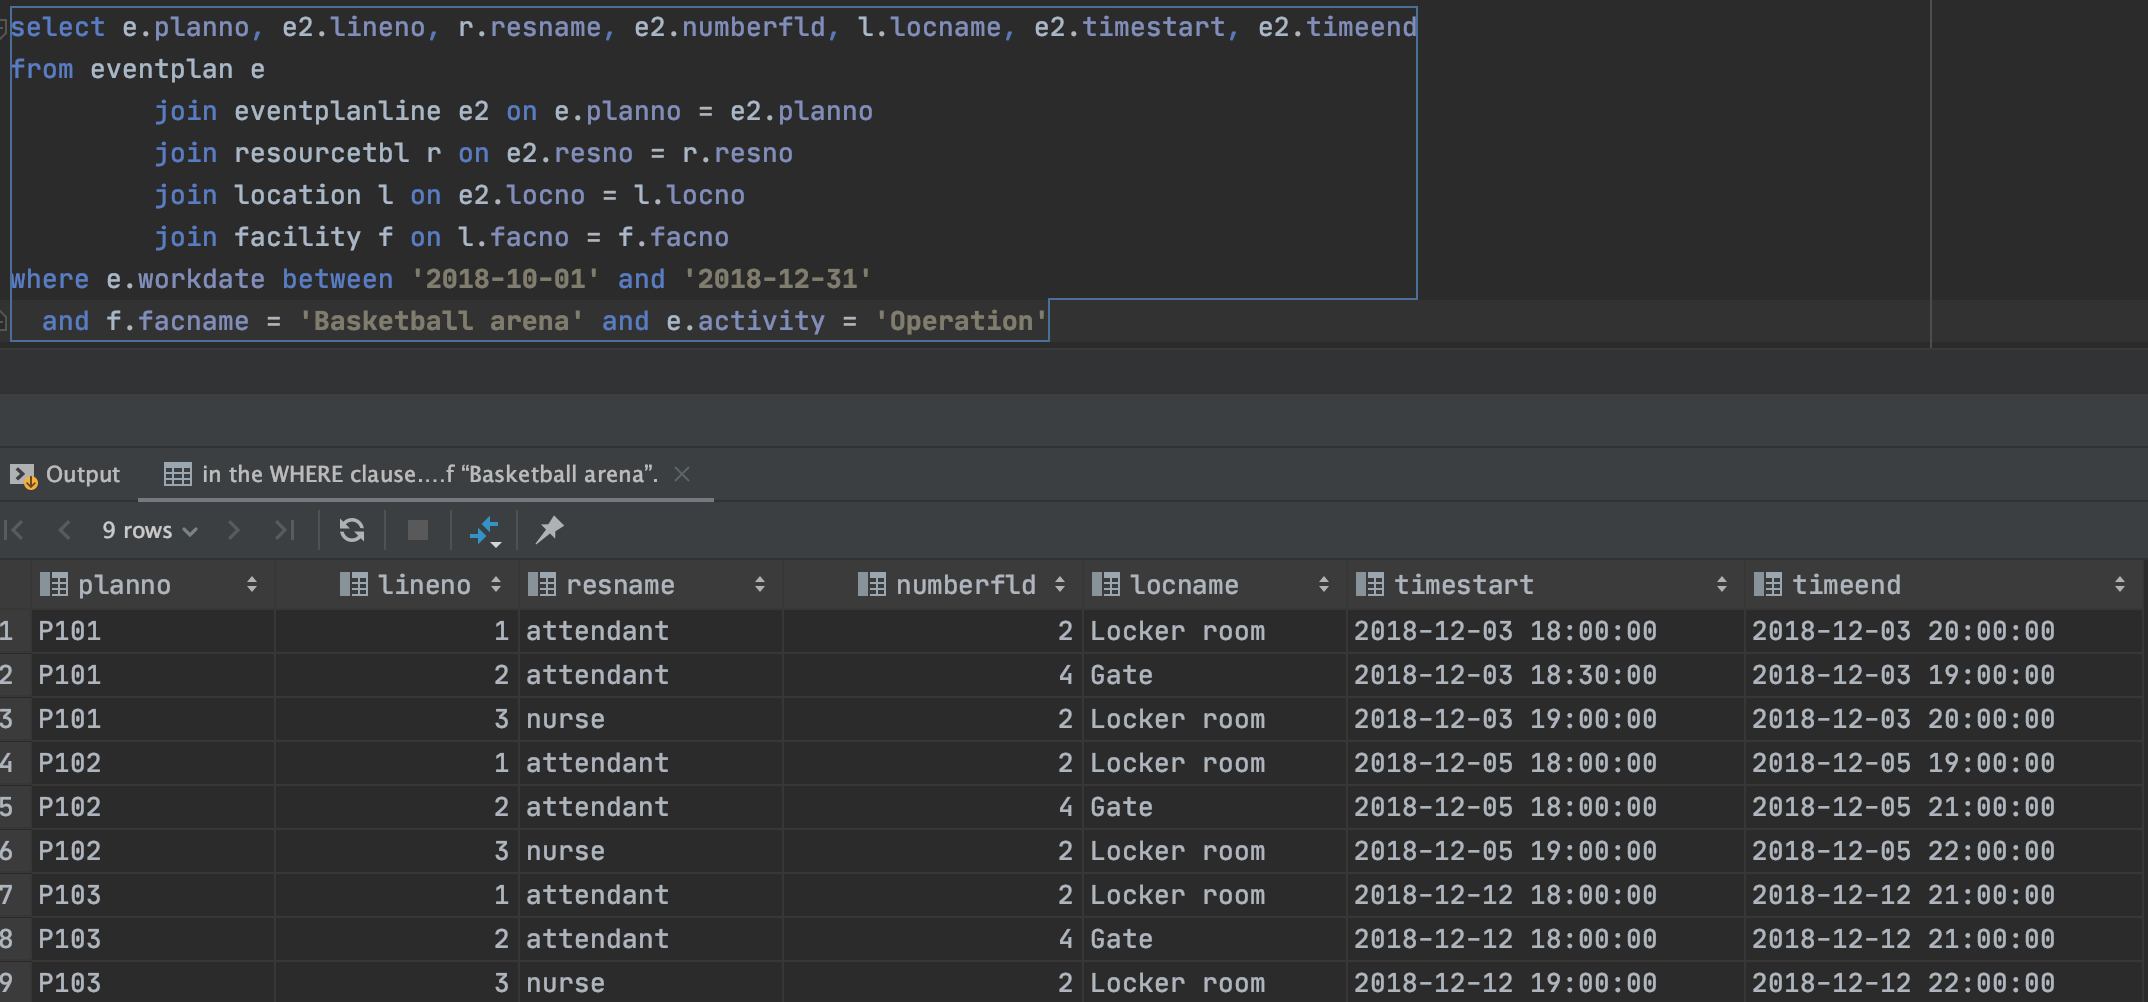 select e.planno, e2.lineno, r.resname, e2.numberfld, l.locname, e2.timestart, e2.timeend
from eventplan e
join eventplanline e2 on e.planno = e2.planno
join resourcetbl r on e2.resno = r.resno
join location l on e2.locno = l.locno
join facility f on l.facno = f.facno
where e.workdate between '2018-10-01' and '2018-12-31'
and f.facname = 'Basketball arena' and e.activity = 'Operation'
Output in the WHERE clause....f “Basketball arena”.
9 rows
planno lineno resname numberfld locname timestart timeend
1 P101 1 attendant 2 Locker room 2018-12-03 18:00:00 2018-12-03 20:00:00
2 P101 2 attendant 4 Gate 2018-12-03 18:30:00 2018-12-03 19:00:00
3 P101 3 nurse 2 Locker room 2018-12-03 19:00:00 2018-12-03 20:00:00
4 P102 1 attendant 2 Locker room 2018-12-05 18:00:00 2018-12-05 19:00:00
5 P102 2 attendant 4 Gate 2018-12-05 18:00:00 2018-12-05 21:00:00
6 P102 3 nurse 2 Locker room 2018-12-05 19:00:00 2018-12-05 22:00:00
7 P103 1 attendant 2 Locker room 2018-12-12 18:00:00 2018-12-12 21:00:00
8 P103 2 attendant 4 Gate 2018-12-12 18:00:00 2018-12-12 21:00:00
9 P103 3 nurse 2 Locker room 2018-12-12 19:00:00 2018-12-12 22:00:00